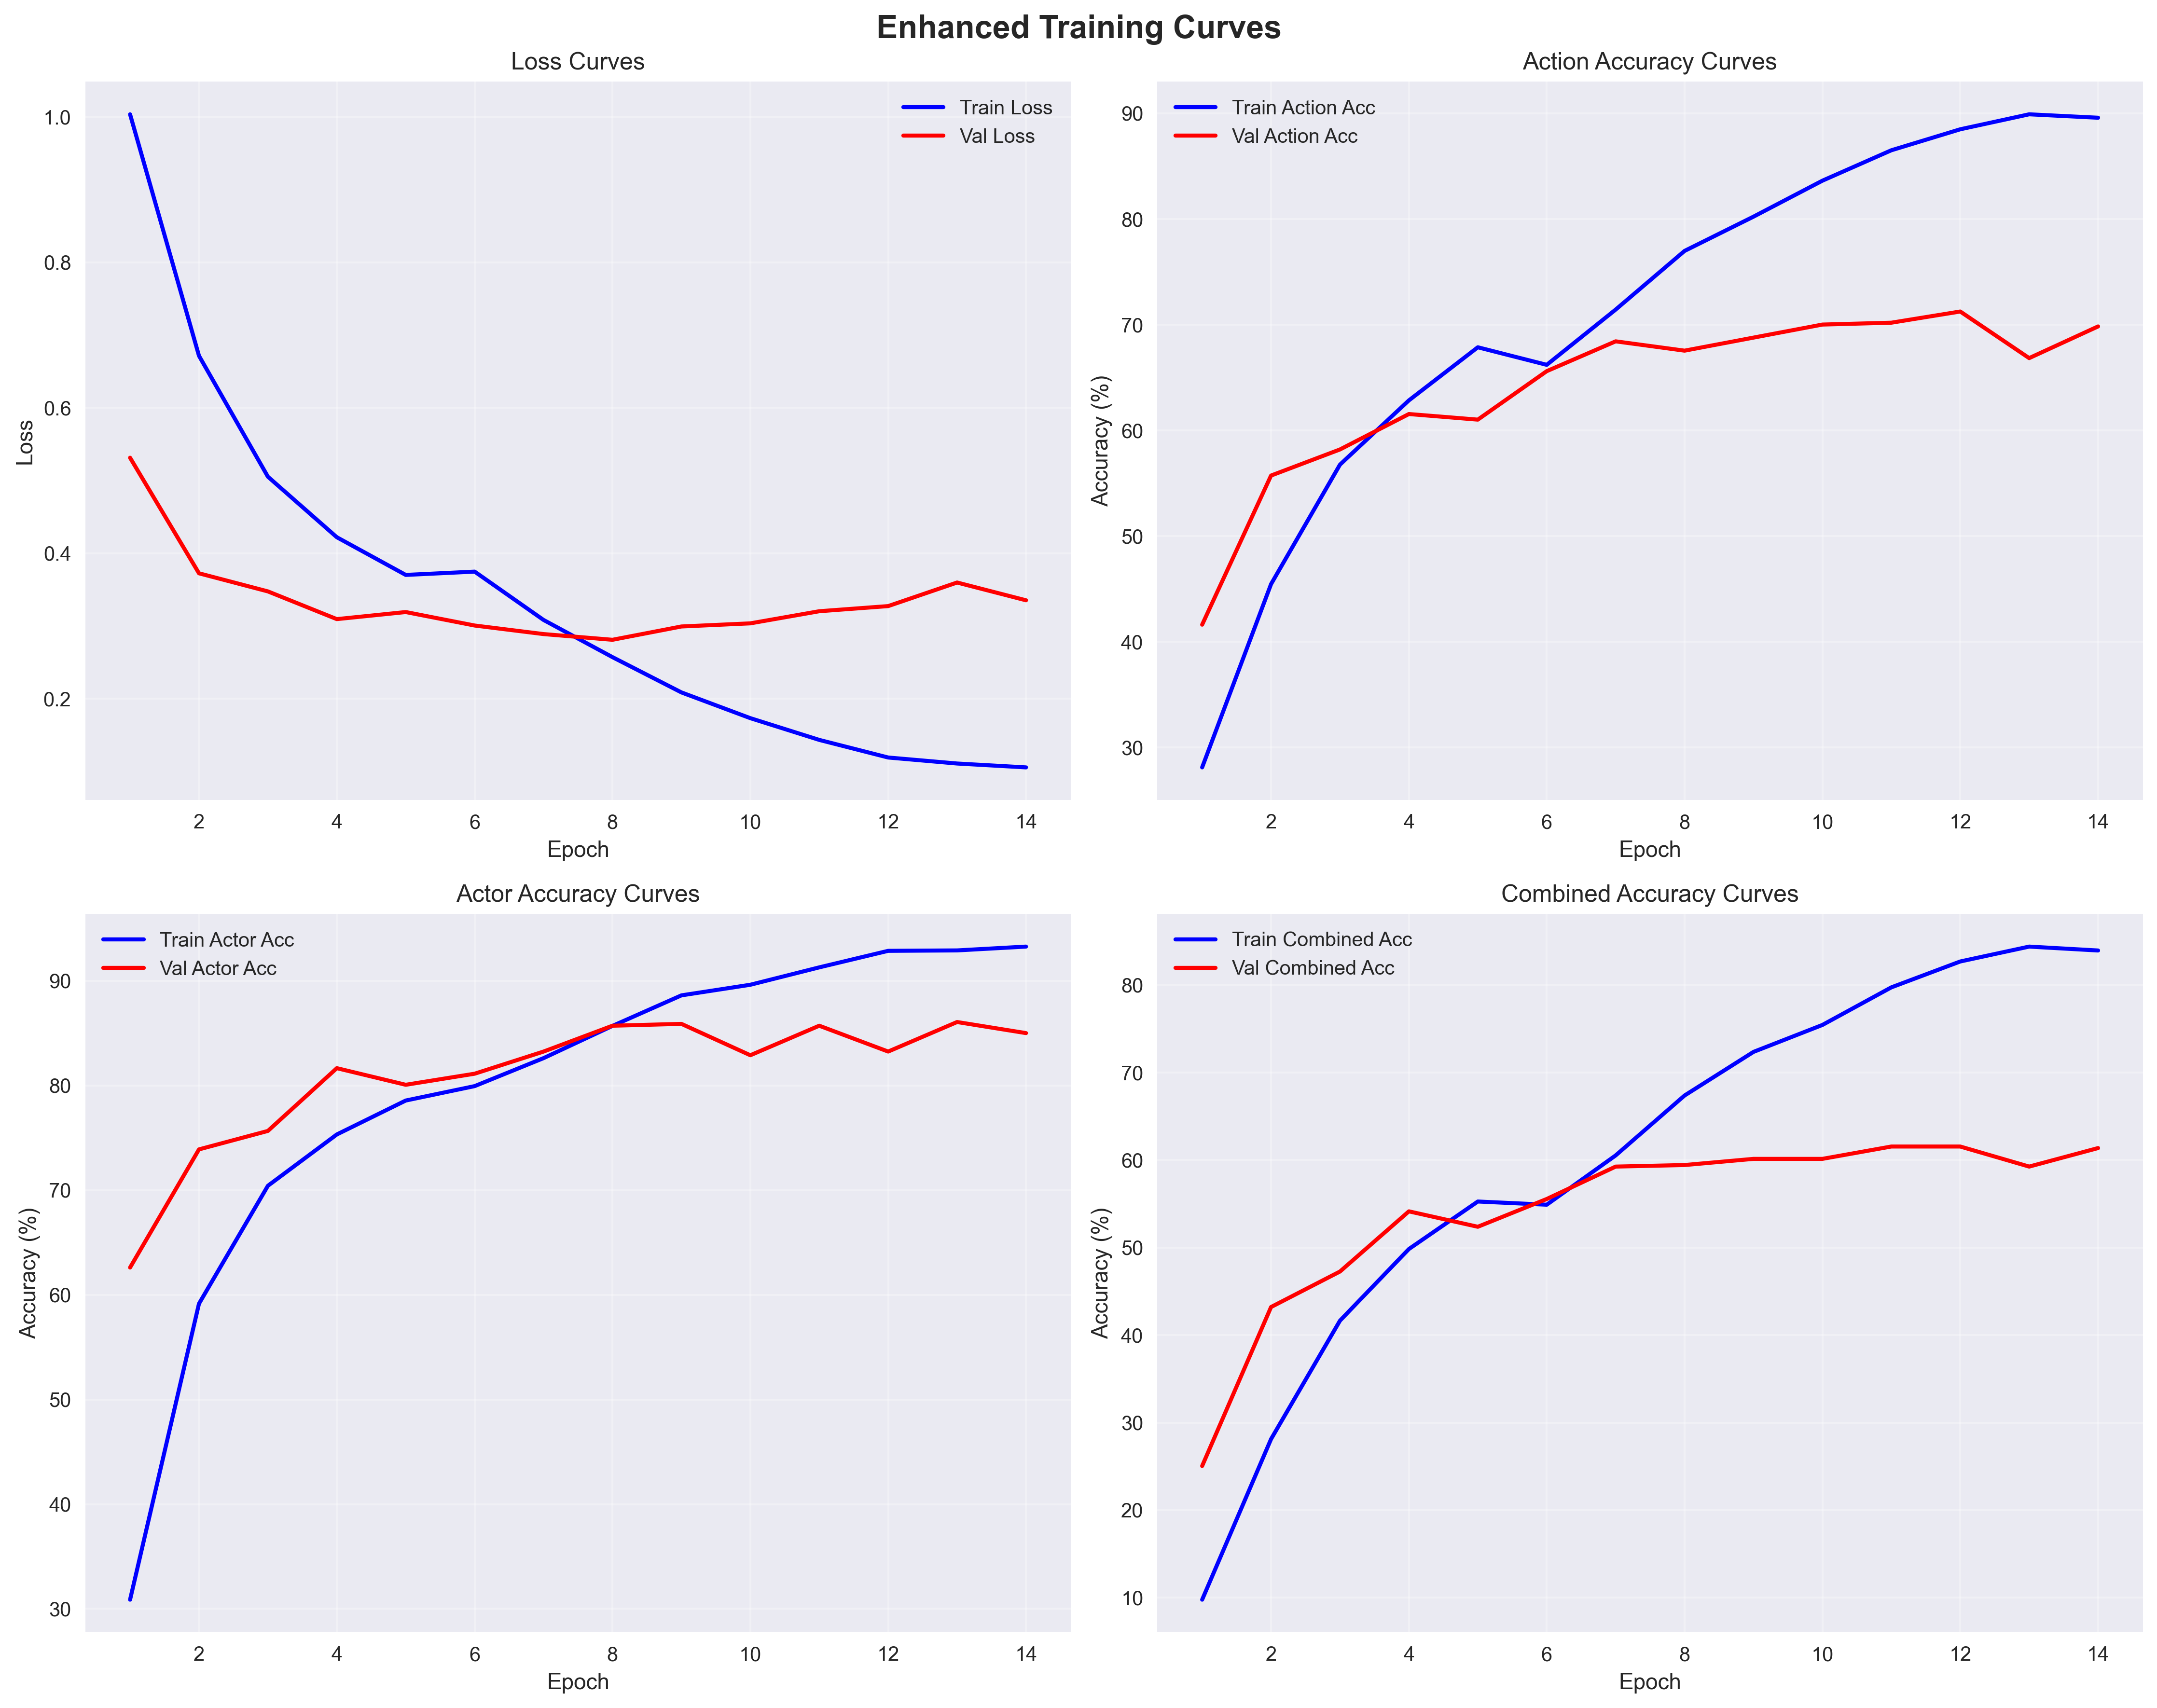 Enhanced Training Curves
Loss Curves
Train Loss
Val Loss
1.0
0.8
0.6
0.4
0.2
Loss
2 4 6 8 10 12 14
Epoch
Action Accuracy Curves
Train Action Acc
Val Action Acc
90
80
70
60
50
40
30
Accuracy (%)
2 4 6 8 10 12 14
Epoch
Actor Accuracy Curves
Train Actor Acc
Val Actor Acc
90
80
70
60
50
40
30
Accuracy (%)
2 4 6 8 10 12 14
Epoch
Combined Accuracy Curves
Train Combined Acc
Val Combined Acc
80
70
60
50
40
30
20
10
Accuracy (%)
2 4 6 8 10 12 14
Epoch